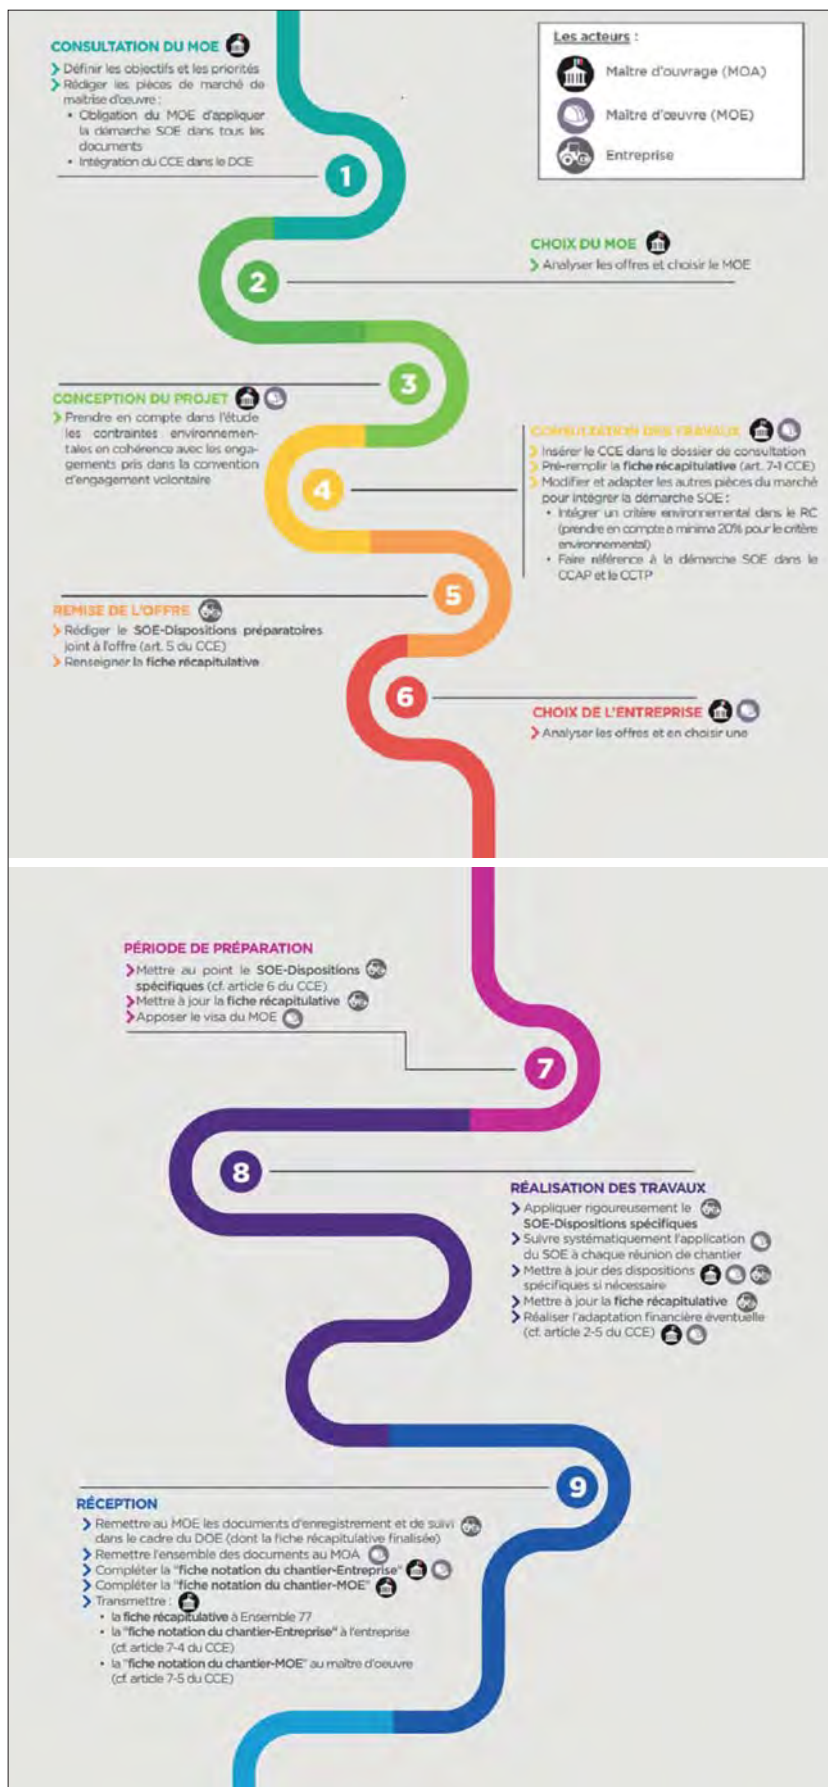 CONSULTATION DU MOE
Définir les objectifs et les priorités
Rédiger les pièces de marché de
maîtrise d'œuvre :
• Obligation du MOE d'appliquer
la démarche SOE dans tous les
documents
• Intégration du CCE dans le DCE
1
Les acteurs :
Maître d'ouvrage (MOA)
Maître d'œuvre (MOE)
Entreprise
CHOIX DU MOE
Analyser les offres et choisir le MOE
2
3
CONCEPTION DU PROJET
Prendre en compte dans l'étude
les contraintes environnemen-
tales en cohérence avec les enga-
gements pris dans la convention
d'engagement volontaire
4
CONSULTATION DES TRAVAUX
Insérer le CCE dans le dossier de consultation
Pré-remplir la fiche récapitulative (art. 7-1 CCE)
Modifier et adapter les autres pièces du marché
pour intégrer la démarche SOE :
• Intégrer un critère environnemental dans le RC
(prendre en compte a minima 20% pour le critère
environnemental)
• Faire référence à la démarche SOE dans le
CCAP et le CCTP
5
REMISE DE L'OFFRE
Rédiger le SOE-Dispositions préparatoires
joint à l'offre (art. 5 du CCE)
Renseigner la fiche récapitulative
6
CHOIX DE L'ENTREPRISE
Analyser les offres et en choisir une
PÉRIODE DE PRÉPARATION
Mettre au point le SOE-Dispositions
spécifiques (cf. article 6 du CCE)
Mettre à jour la fiche récapitulative
Apposer le visa du MOE
7
8
RÉALISATION DES TRAVAUX
Appliquer rigoureusement le
SOE-Dispositions spécifiques
Suivre systématiquement l'application
du SOE à chaque réunion de chantier
Mettre à jour des dispositions
spécifiques si nécessaire
Mettre à jour la fiche récapitulative
Réaliser l'adaptation financière éventuelle
(cf. article 2-5 du CCE)
9
RÉCEPTION
Remettre au MOE les documents d'enregistrement et de suivi
dans le cadre du DOE (dont la fiche récapitulative finalisée)
Remettre l'ensemble des documents au MOA
Compléter la "fiche notation du chantier-Entreprise"
Compléter la "fiche notation du chantier-MOE"
Transmettre :
• la fiche récapitulative à Ensemble 77
• la "fiche notation du chantier-Entreprise" à l'entreprise
(cf. article 7-4 du CCE)
• la "fiche notation du chantier-MOE" au maître d'oeuvre
(cf. article 7-5 du CCE)